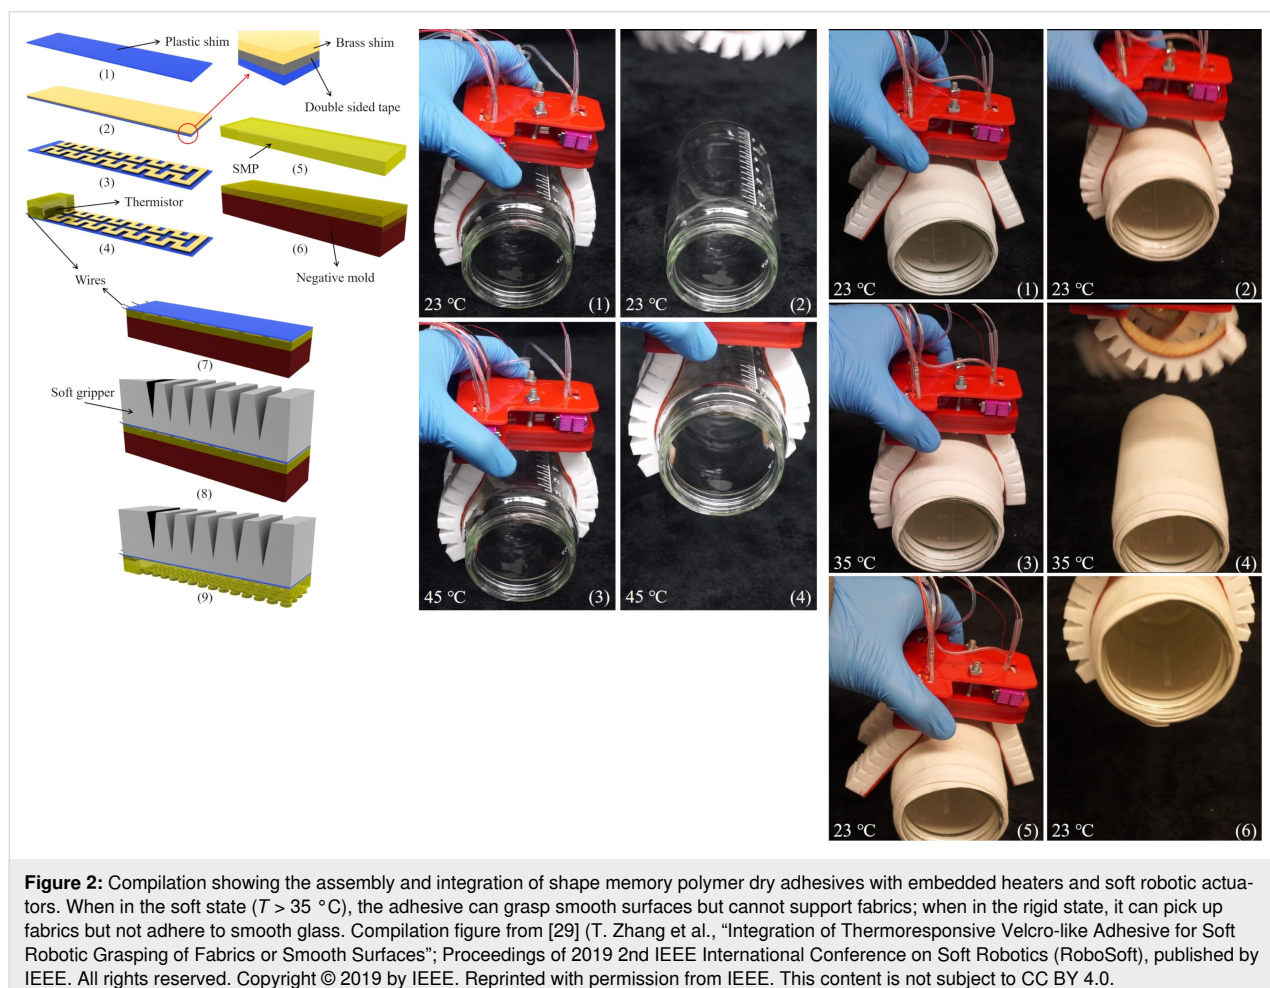 Plastic shim
(1)
Brass shim
Double sided tape
(2)
(3)
Thermistor
(4)
Wires
SMP
(5)
(6)
Negative mold
(7)
Soft gripper
(8)
(9)
23 °C (1)
23 °C (2)
45 °C (3)
45 °C (4)
23 °C (1)
23 °C (2)
35 °C (3)
35 °C (4)
23 °C (5)
23 °C (6)
Figure 2: Compilation showing the assembly and integration of shape memory polymer dry adhesives with embedded heaters and soft robotic actua-
tors. When in the soft state (T > 35 °C), the adhesive can grasp smooth surfaces but cannot support fabrics; when in the rigid state, it can pick up
fabrics but not adhere to smooth glass. Compilation figure from [29] (T. Zhang et al., “Integration of Thermoresponsive Velcro-like Adhesive for Soft
Robotic Grasping of Fabrics or Smooth Surfaces”; Proceedings of 2019 2nd IEEE International Conference on Soft Robotics (RoboSoft), published by
IEEE. All rights reserved. Copyright © 2019 by IEEE. Reprinted with permission from IEEE. This content is not subject to CC BY 4.0.